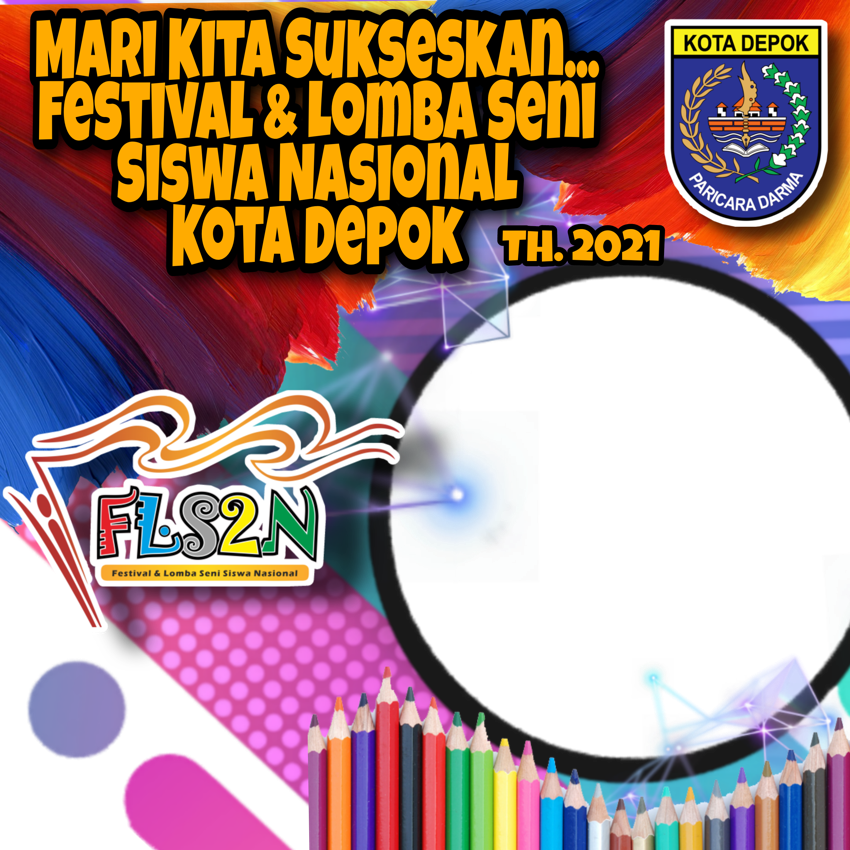 Mari Kita Sukseskan...
Festival & Lomba Seni
Siswa Nasional
Kota Depok
TH. 2021
KOTA DEPOK
PARICARA DARMA
FLS2N
Festival & Lomba Seni Siswa Nasional